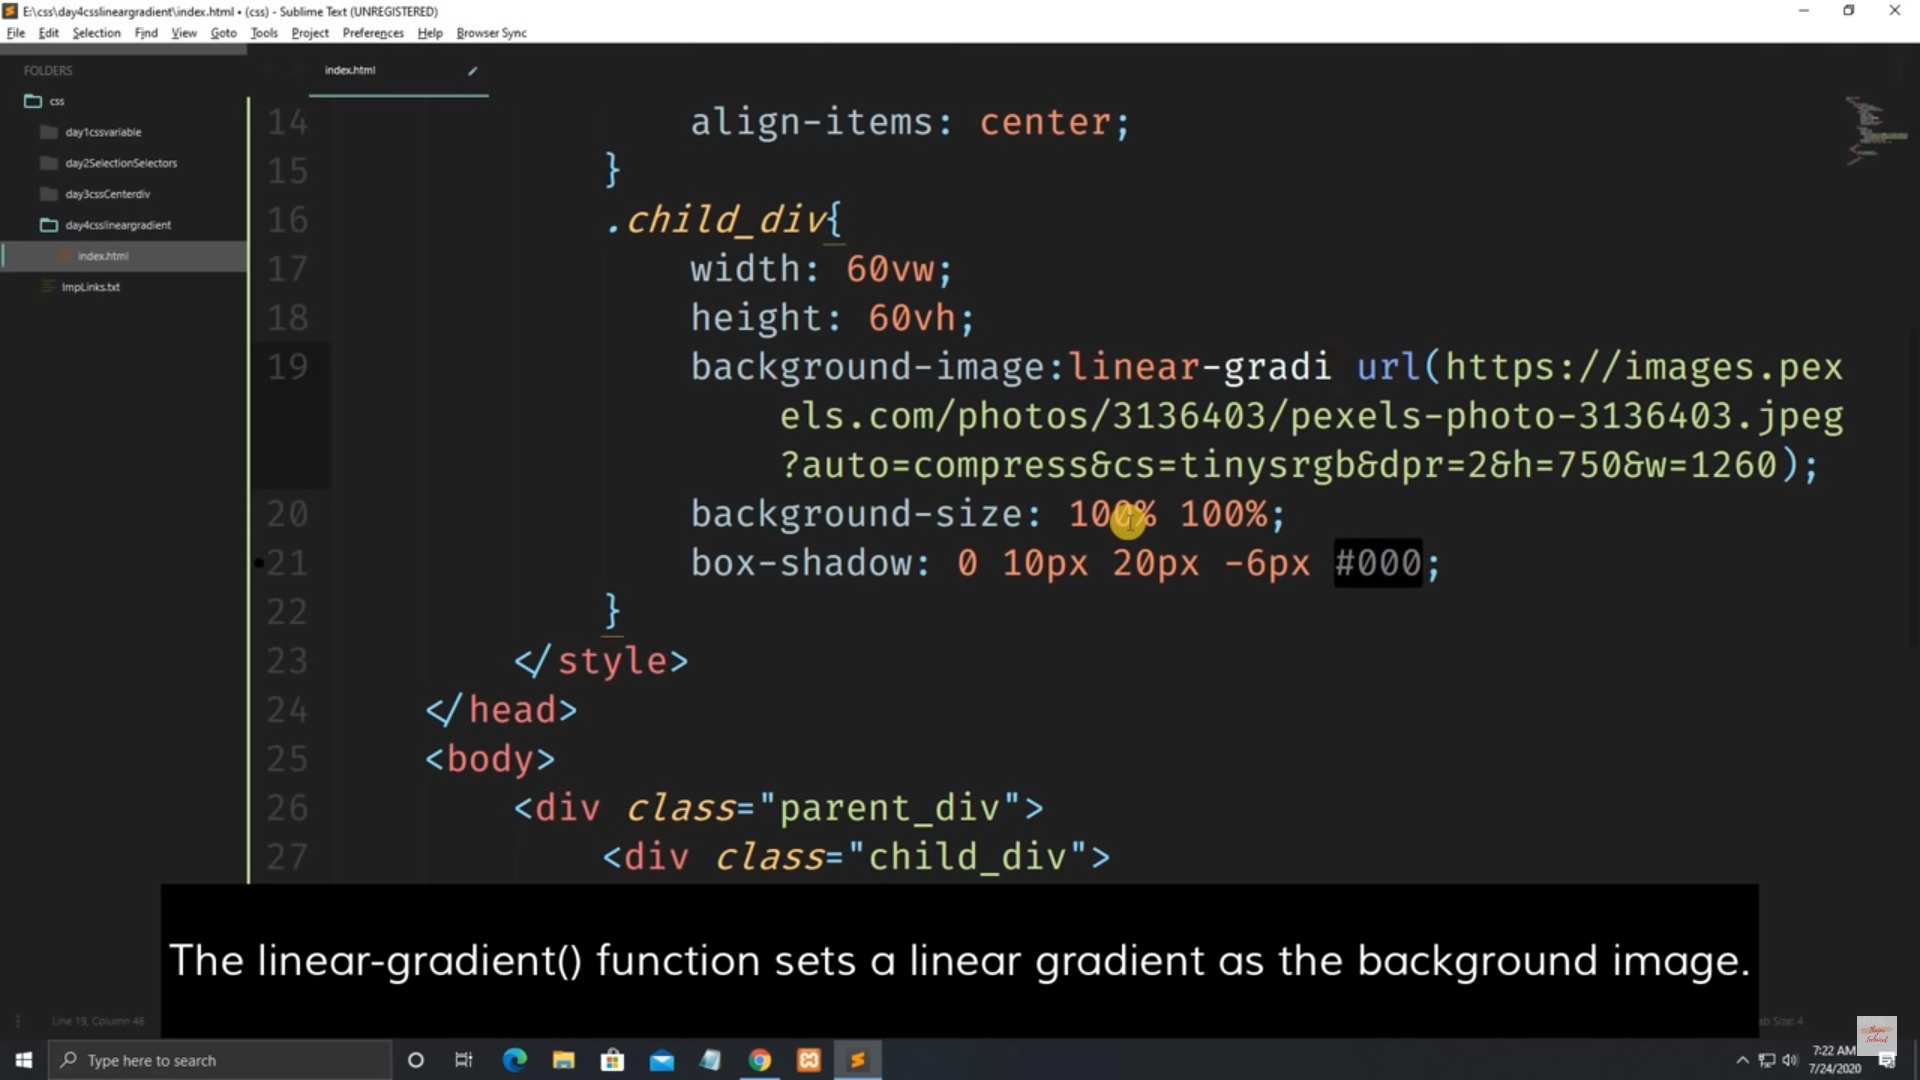 E:\css\day4csslineargradient\index.html • (css) - Sublime Text (UNREGISTERED)
File Edit Selection Find View Goto Tools Project Preferences Help Browser Sync
FOLDERS
css
day1cssvariable
day2SelectionSelectors
day3cssCenterdiv
day4csslineargradient
index.html
ImpLinks.txt
index.html
14 align-items: center;
15 }
16 .child_div{
17 width: 60vw;
18 height: 60vh;
19 background-image:linear-gradi url(https://images.pex
els.com/photos/3136403/pexels-photo-3136403.jpeg
?auto=compress&cs=tinysrgb&dpr=2&h=750&w=1260);
20 background-size: 100% 100%;
21 box-shadow: 0 10px 20px -6px #000;
22 }
23 </style>
24 </head>
25 <body>
26 <div class="parent_div">
27 <div class="child_div">
The linear-gradient() function sets a linear gradient as the background image.
Line 19, Column 46
Size: 4
Type here to search
7:22 AM
7/24/2020